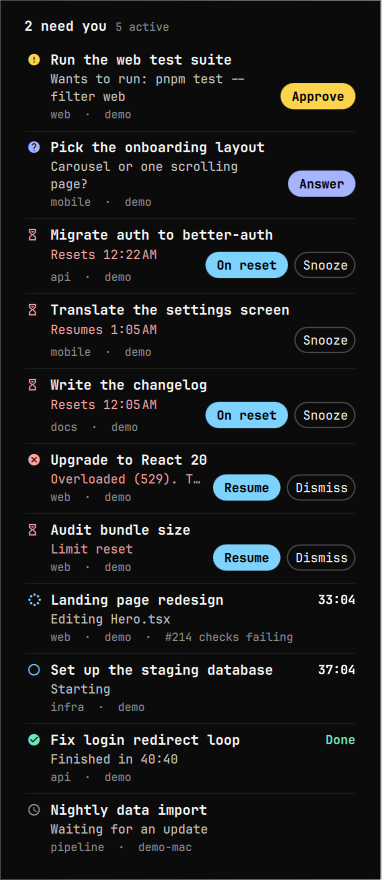 2 need you 5 active
Run the web test suite
Wants to run: pnpm test --
filter web
Approve
web · demo
Pick the onboarding layout
Carousel or one scrolling
page?
Answer
mobile · demo
Migrate auth to better-auth
Resets 12:22AM
On reset Snooze
api · demo
Translate the settings screen
Resumes 1:05AM
Snooze
mobile · demo
Write the changelog
Resets 12:05AM
On reset Snooze
docs · demo
Upgrade to React 20
Overloaded (529). T…
Resume Dismiss
web · demo
Audit bundle size
Limit reset
Resume Dismiss
web · demo
Landing page redesign 33:04
Editing Hero.tsx
web · demo · #214 checks failing
Set up the staging database 37:04
Starting
infra · demo
Fix login redirect loop Done
Finished in 40:40
api · demo
Nightly data import
Waiting for an update
pipeline · demo-mac